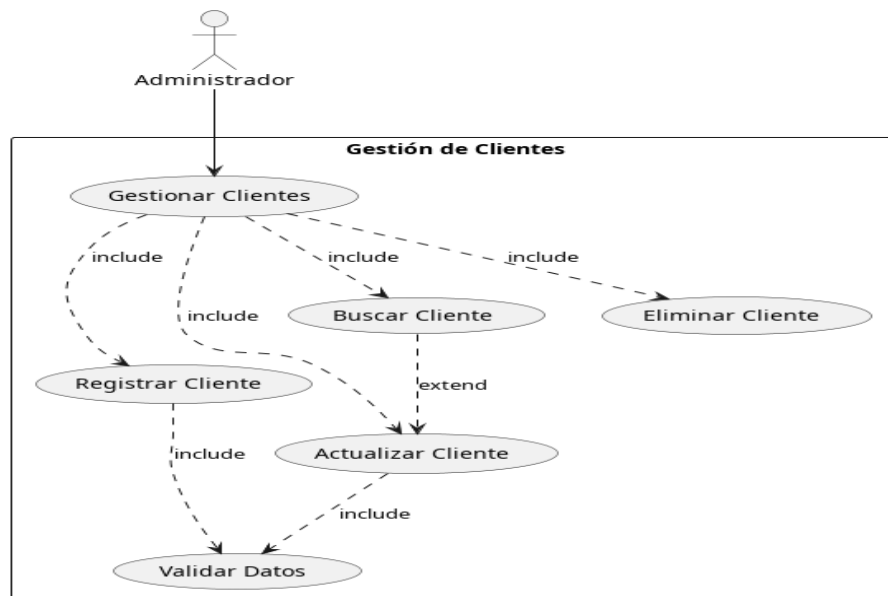 Administrador
Gestión de Clientes
Gestionar Clientes
include
include
include
include
Buscar Cliente
Eliminar Cliente
Registrar Cliente
extend
include
Actualizar Cliente
include
Validar Datos